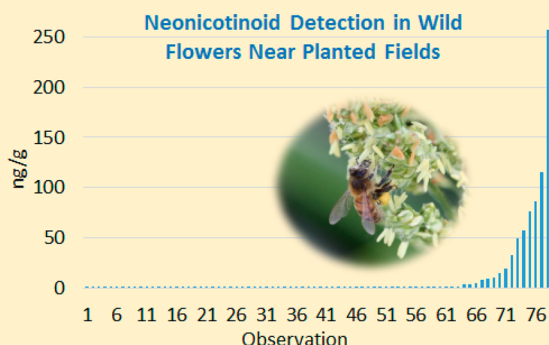 Neonicotinoid Detection in Wild
Flowers Near Planted Fields
250
200
150
100
50
0
ng/g
1 6 11 16 21 26 31 36 41 46 51 56 61 66 71 76
Observation